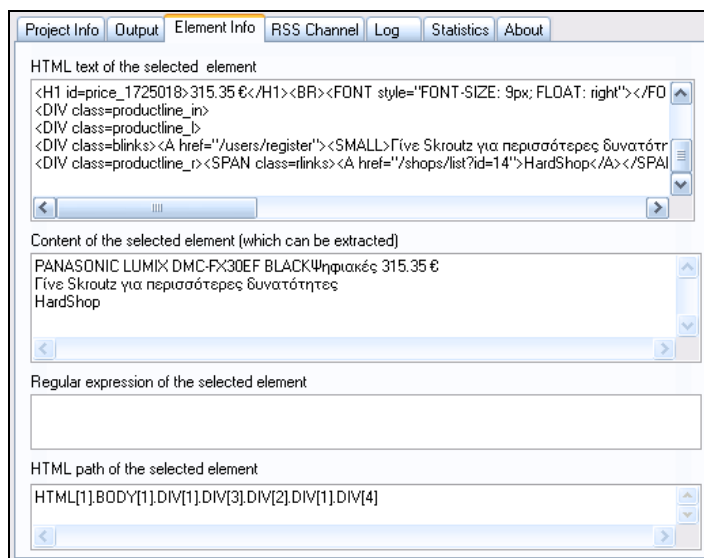 Project Info Output Element Info RSS Channel Log Statistics About
HTML text of the selected element
<H1 id=price_1725018>315.35 €</H1><BR><FONT style="FONT-SIZE: 9px; FLOAT: right"></FO
<DIV class=productline_in>
<DIV class=productline_l>
<DIV class=blinks><A href="/users/register"><SMALL>Γίνε Skroutz για περισσότερες δυνατότη
<DIV class=productline_r><SPAN class=rlinks><A href="/shops/list?id=14">HardShop</A></SPAI
Content of the selected element (which can be extracted)
PANASONIC LUMIX DMC-FX30EF BLACKΨηφιακές 315.35 €
Γίνε Skroutz για περισσότερες δυνατότητες
HardShop
Regular expression of the selected element
HTML path of the selected element
HTML[1].BODY[1].DIV[1].DIV[3].DIV[2].DIV[1].DIV[4]